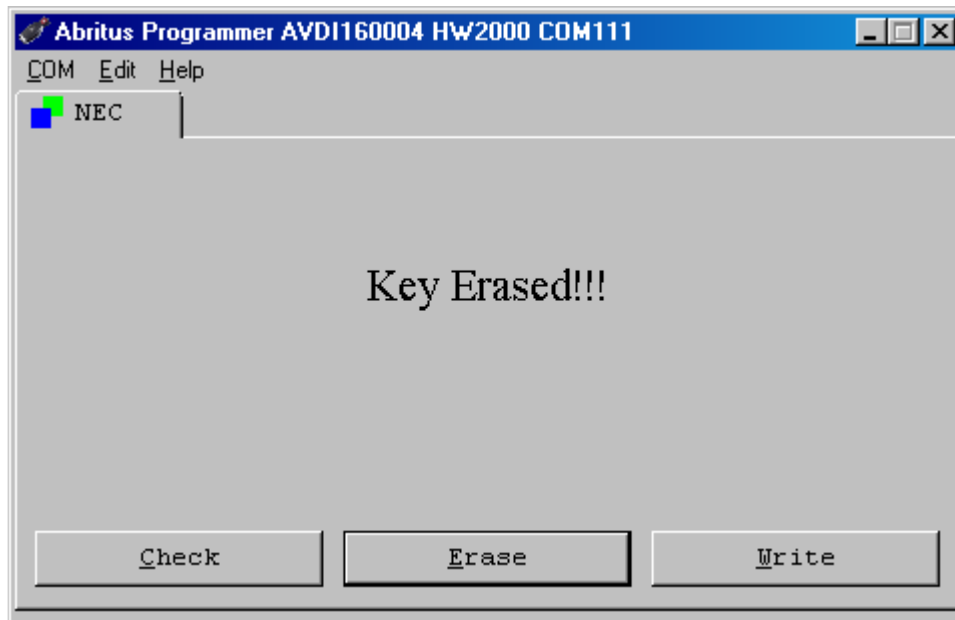 Abritus Programmer AVDI160004 HW2000 COM111
COM Edit Help
NEC
Key Erased!!!
Check Erase Write